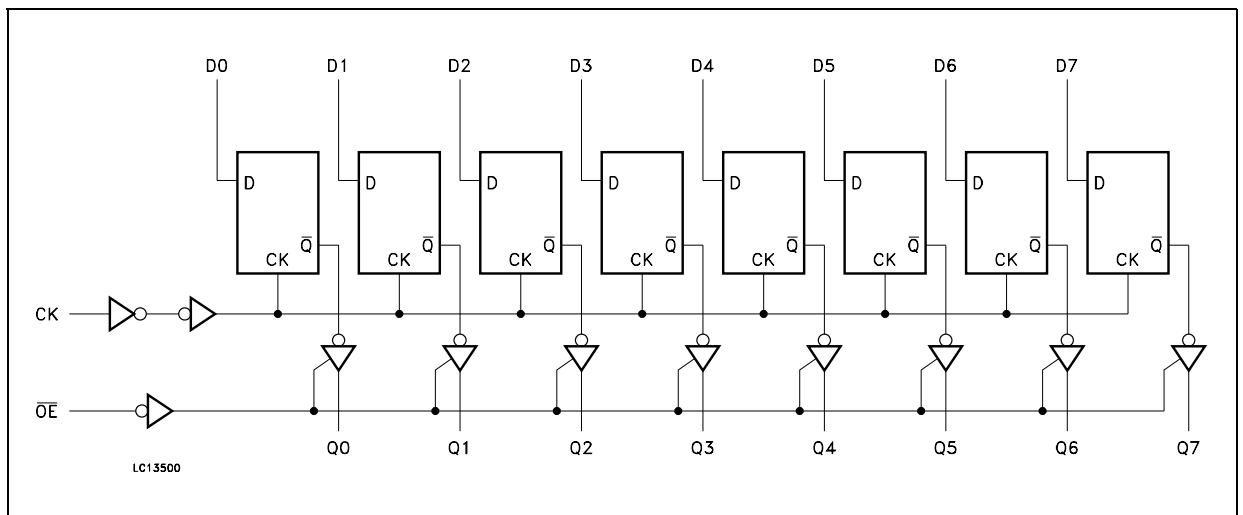 D0 D1 D2 D3 D4 D5 D6 D7
D D D D D D D D
Q̅ Q̅ Q̅ Q̅ Q̅ Q̅ Q̅ Q̅
CK CK CK CK CK CK CK CK
CK
O̅E̅
Q0 Q1 Q2 Q3 Q4 Q5 Q6 Q7
LC13500